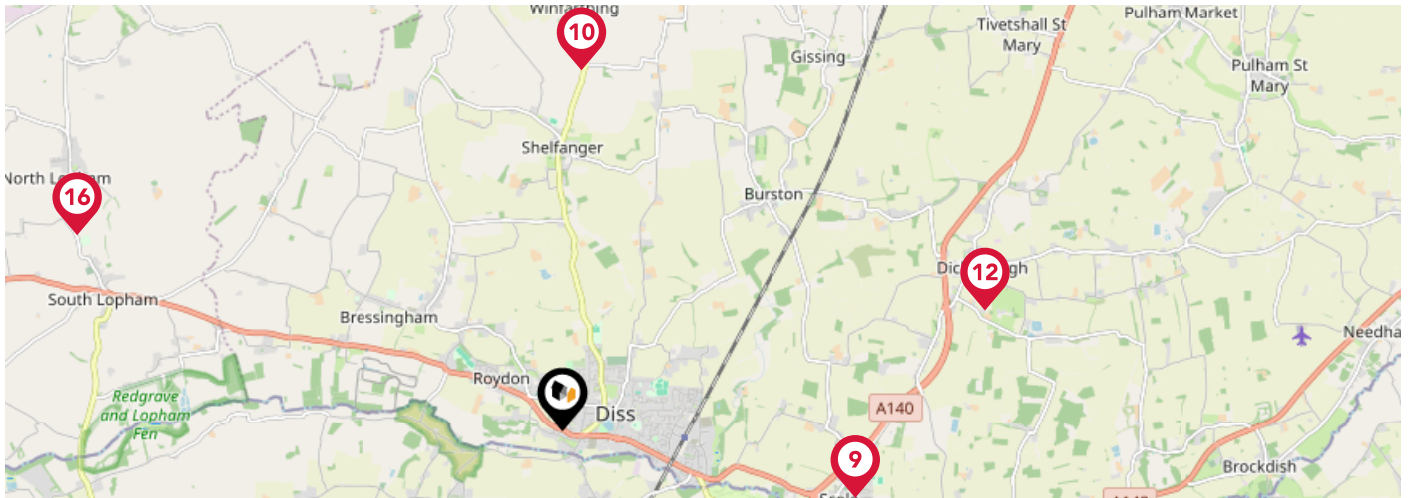 Winfarthing
10
Tivetshall St
Mary
Pulham Market
Gissing
Pulham St
Mary
Shelfanger
North Lopham
16
Burston
12
South Lopham
Bressingham
Needha
Roydon
Redgrave
and Lopham
Fen
Diss
A140
9
Brockdish